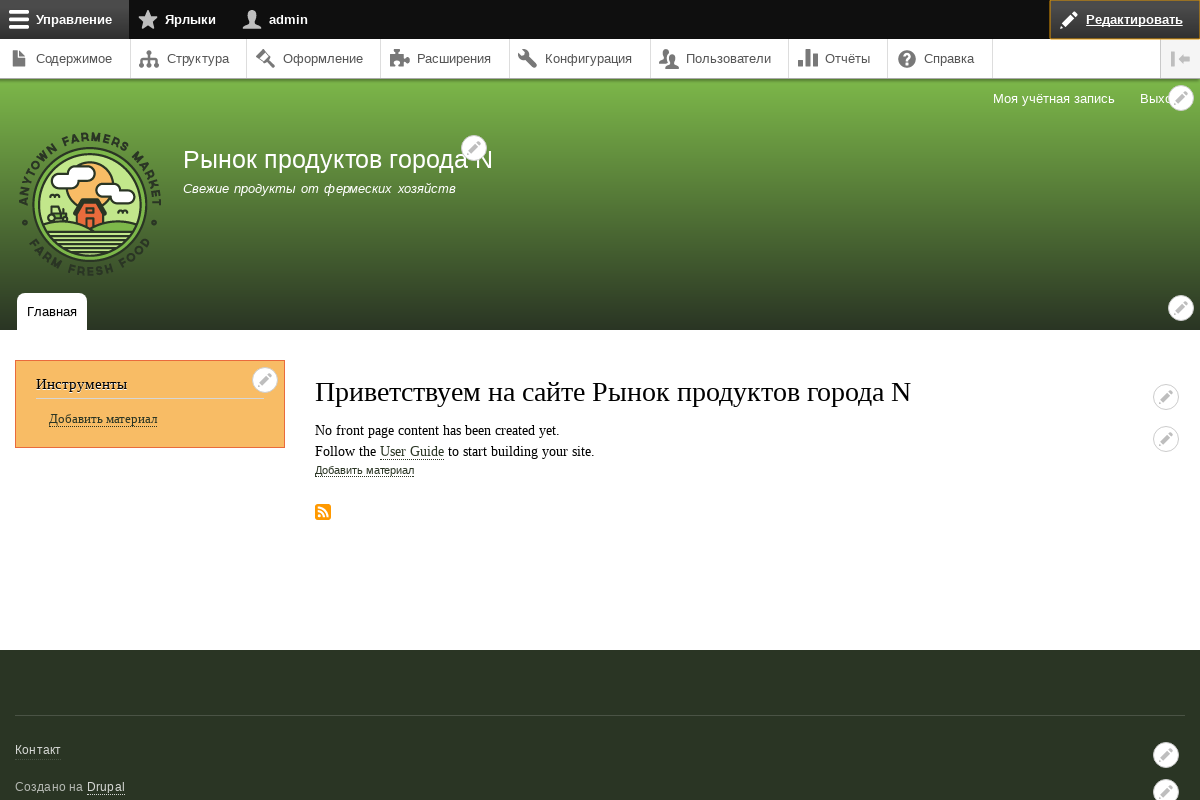 Управление Ярлыки admin Редактировать
Содержимое Структура Оформление Расширения Конфигурация Пользователи Отчёты Справка
Моя учётная запись
ANYTOWN FARMERS MARKET
FARM FRESH FOOD
Рынок продуктов города N
Свежие продукты от фермеских хозяйств
Главная
Инструменты
Добавить материал
Приветствуем на сайте Рынок продуктов города N
No front page content has been created yet.
Follow the User Guide to start building your site.
Добавить материал
Контакт
Создано на Drupal